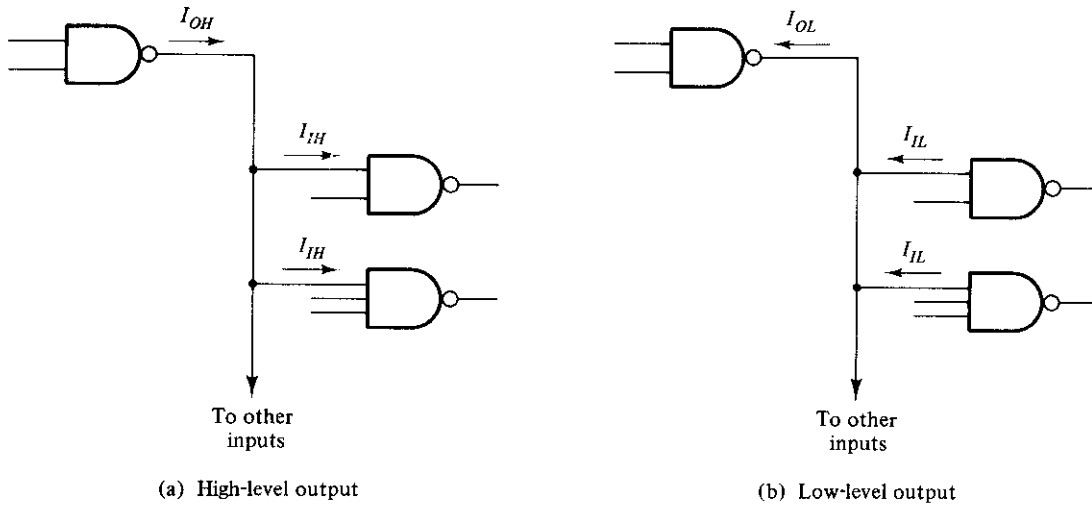 I_OH
I_IH
I_IH
To other
inputs
(a) High-level output
I_OL
I_IL
I_IL
To other
inputs
(b) Low-level output